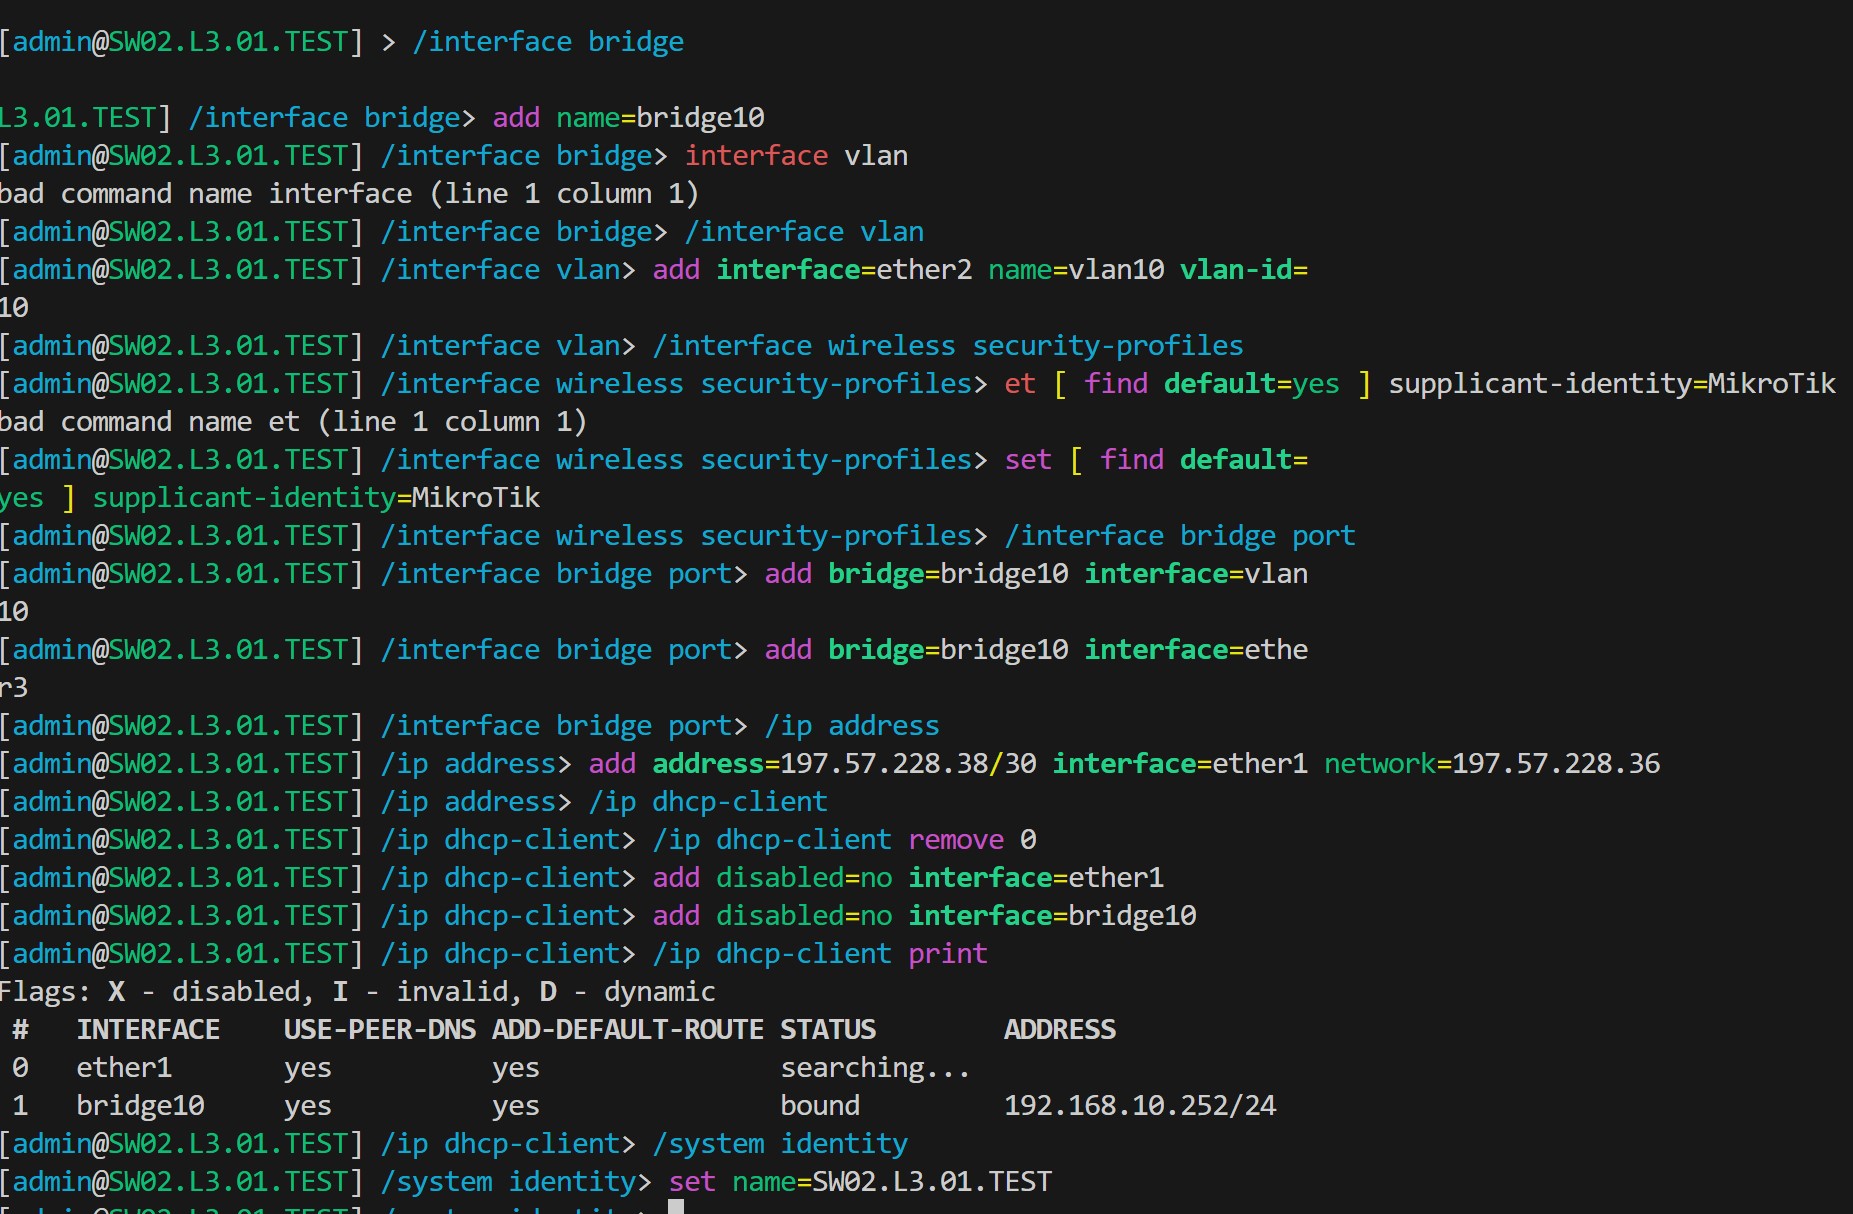 [admin@SW02.L3.01.TEST] > /interface bridge
L3.01.TEST] /interface bridge> add name=bridge10
[admin@SW02.L3.01.TEST] /interface bridge> interface vlan
bad command name interface (line 1 column 1)
[admin@SW02.L3.01.TEST] /interface bridge> /interface vlan
[admin@SW02.L3.01.TEST] /interface vlan> add interface=ether2 name=vlan10 vlan-id=
10
[admin@SW02.L3.01.TEST] /interface vlan> /interface wireless security-profiles
[admin@SW02.L3.01.TEST] /interface wireless security-profiles> et [ find default=yes ] supplicant-identity=MikroTik
bad command name et (line 1 column 1)
[admin@SW02.L3.01.TEST] /interface wireless security-profiles> set [ find default=
yes ] supplicant-identity=MikroTik
[admin@SW02.L3.01.TEST] /interface wireless security-profiles> /interface bridge port
[admin@SW02.L3.01.TEST] /interface bridge port> add bridge=bridge10 interface=vlan
10
[admin@SW02.L3.01.TEST] /interface bridge port> add bridge=bridge10 interface=ethe
r3
[admin@SW02.L3.01.TEST] /interface bridge port> /ip address
[admin@SW02.L3.01.TEST] /ip address> add address=197.57.228.38/30 interface=ether1 network=197.57.228.36
[admin@SW02.L3.01.TEST] /ip address> /ip dhcp-client
[admin@SW02.L3.01.TEST] /ip dhcp-client> /ip dhcp-client remove 0
[admin@SW02.L3.01.TEST] /ip dhcp-client> add disabled=no interface=ether1
[admin@SW02.L3.01.TEST] /ip dhcp-client> add disabled=no interface=bridge10
[admin@SW02.L3.01.TEST] /ip dhcp-client> /ip dhcp-client print
Flags: X - disabled, I - invalid, D - dynamic
# INTERFACE USE-PEER-DNS ADD-DEFAULT-ROUTE STATUS ADDRESS
0 ether1 yes yes searching...
1 bridge10 yes yes bound 192.168.10.252/24
[admin@SW02.L3.01.TEST] /ip dhcp-client> /system identity
[admin@SW02.L3.01.TEST] /system identity> set name=SW02.L3.01.TEST
[admin@SW02.L3.01.TEST] /system identity>